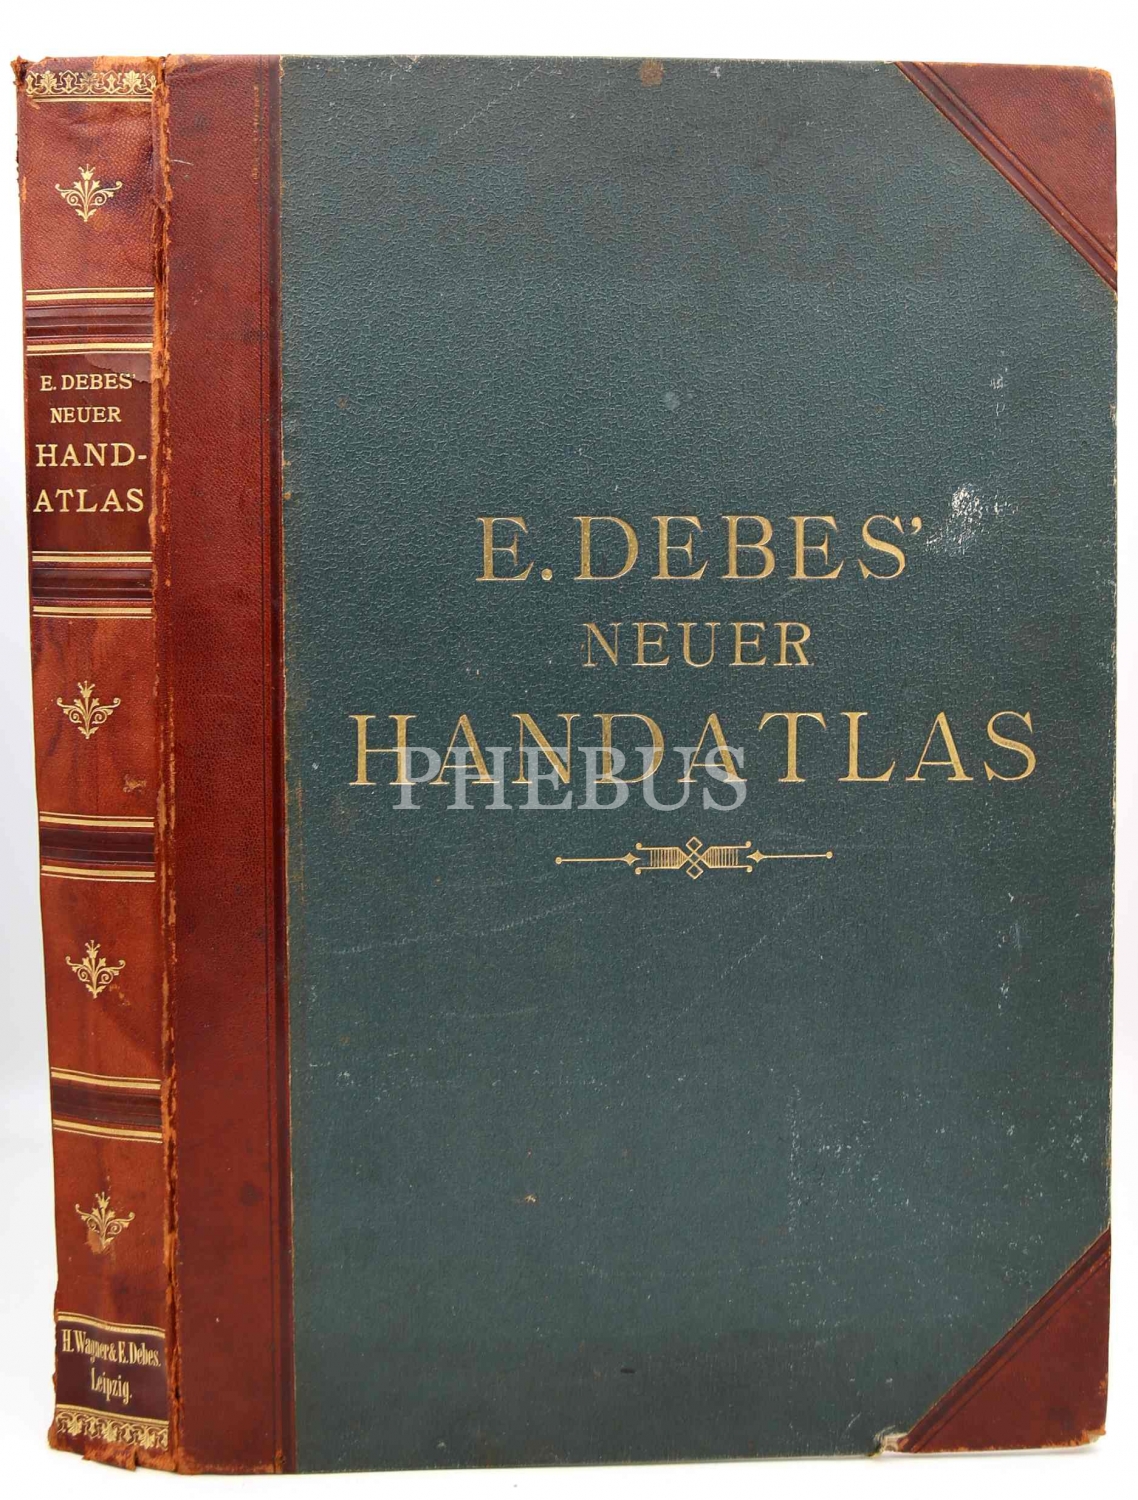 E. DEBES'
NEUER
HAND-
ATLAS
H. Wagner & E. Debes.
Leipzig.
E. DEBES'
NEUER
HANDATLAS
PHEBUS